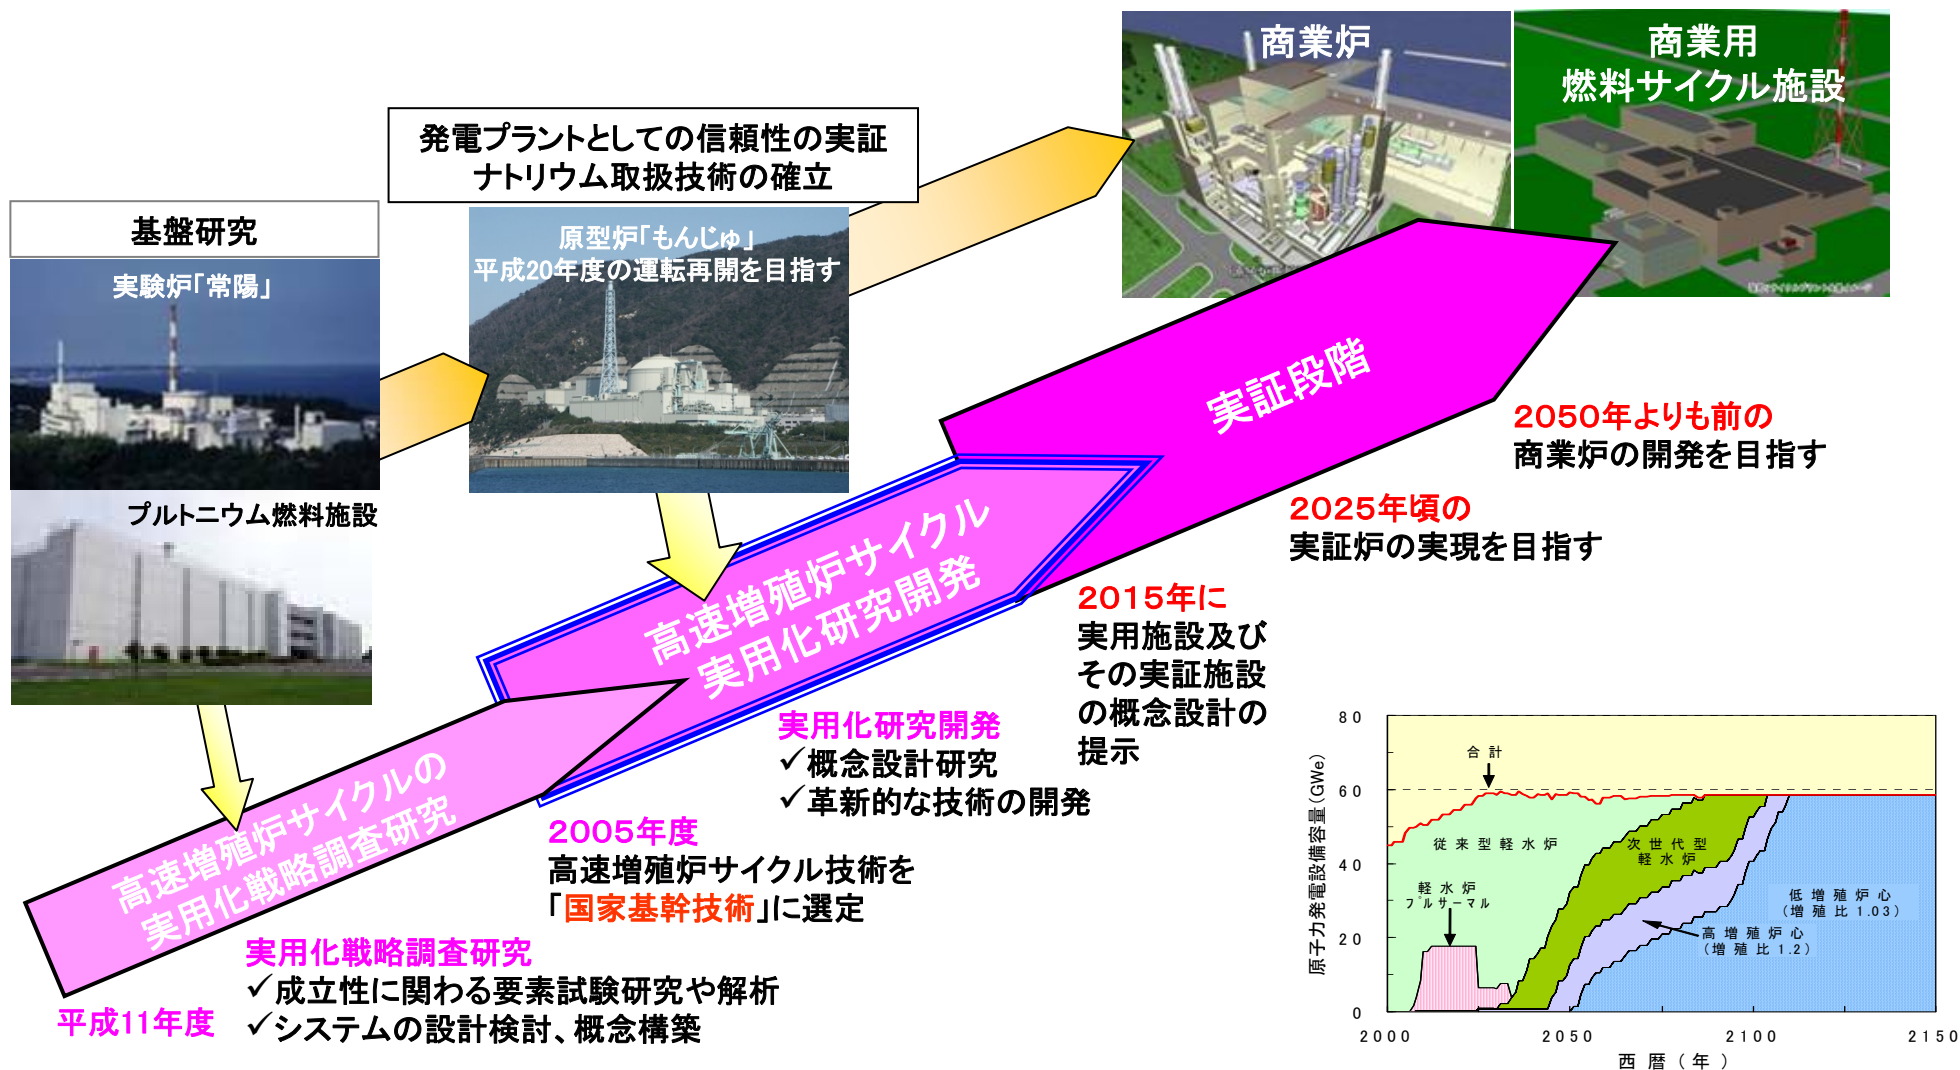 商業炉
商業用
燃料サイクル施設
発電プラントとしての信頼性の実証
ナトリウム取扱技術の確立
基盤研究
原型炉「もんじゅ」
平成20年度の運転再開を目指す
実験炉「常陽」
プルトニウム燃料施設
実証段階
2050年よりも前の
商業炉の開発を目指す
2025年頃の
実証炉の実現を目指す
高速増殖炉サイクル
実用化研究開発
2015年に
実用施設及び
その実証施設
の概念設計の
提示
実用化研究開発
✓概念設計研究
✓革新的な技術の開発
高速増殖炉サイクルの
実用化戦略調査研究
2005年度
高速増殖炉サイクル技術を
「国家基幹技術」に選定
実用化戦略調査研究
✓成立性に関わる要素試験研究や解析
✓システムの設計検討、概念構築
平成11年度
原子力発電設備容量(GWe)
80
60
40
20
0
合計
従来型軽水炉
次世代型
軽水炉
軽水炉
プルサーマル
低増殖炉心
(増殖比1.03)
高増殖炉心
(増殖比1.2)
2000
2050
2100
2150
西暦(年)